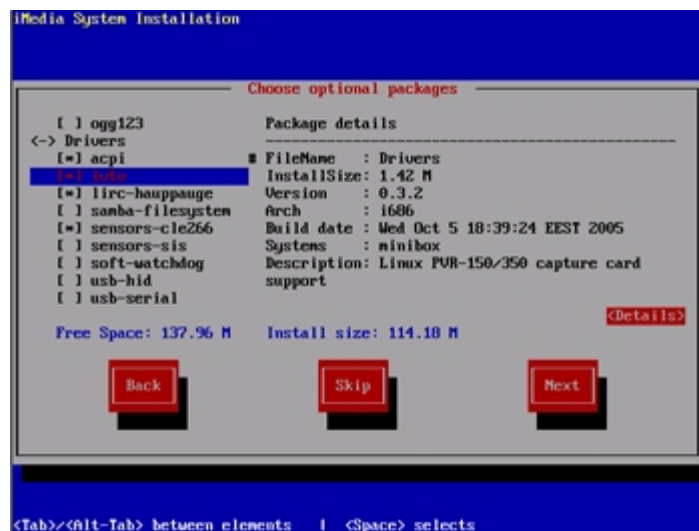 iMedia System Installation
Choose optional packages
[ ] ogg123
<-> Drivers
[*] acpi
[*] ivtv
[*] lirc-hauppauge
[ ] samba-filesystem
[*] sensors-cle266
[ ] sensors-sis
[ ] soft-watchdog
[ ] usb-hid
[ ] usb-serial
Package details
FileName : Drivers
InstallSize: 1.42 M
Version : 0.3.2
Arch : i686
Build date : Wed Oct 5 18:39:24 EEST 2005
Systems : minibox
Description: Linux PVR-150/350 capture card
support
<Details>
Free Space: 137.96 M
Install size: 114.18 M
Back
Skip
Next
<Tab>/<Alt-Tab> between elements | <Space> selects